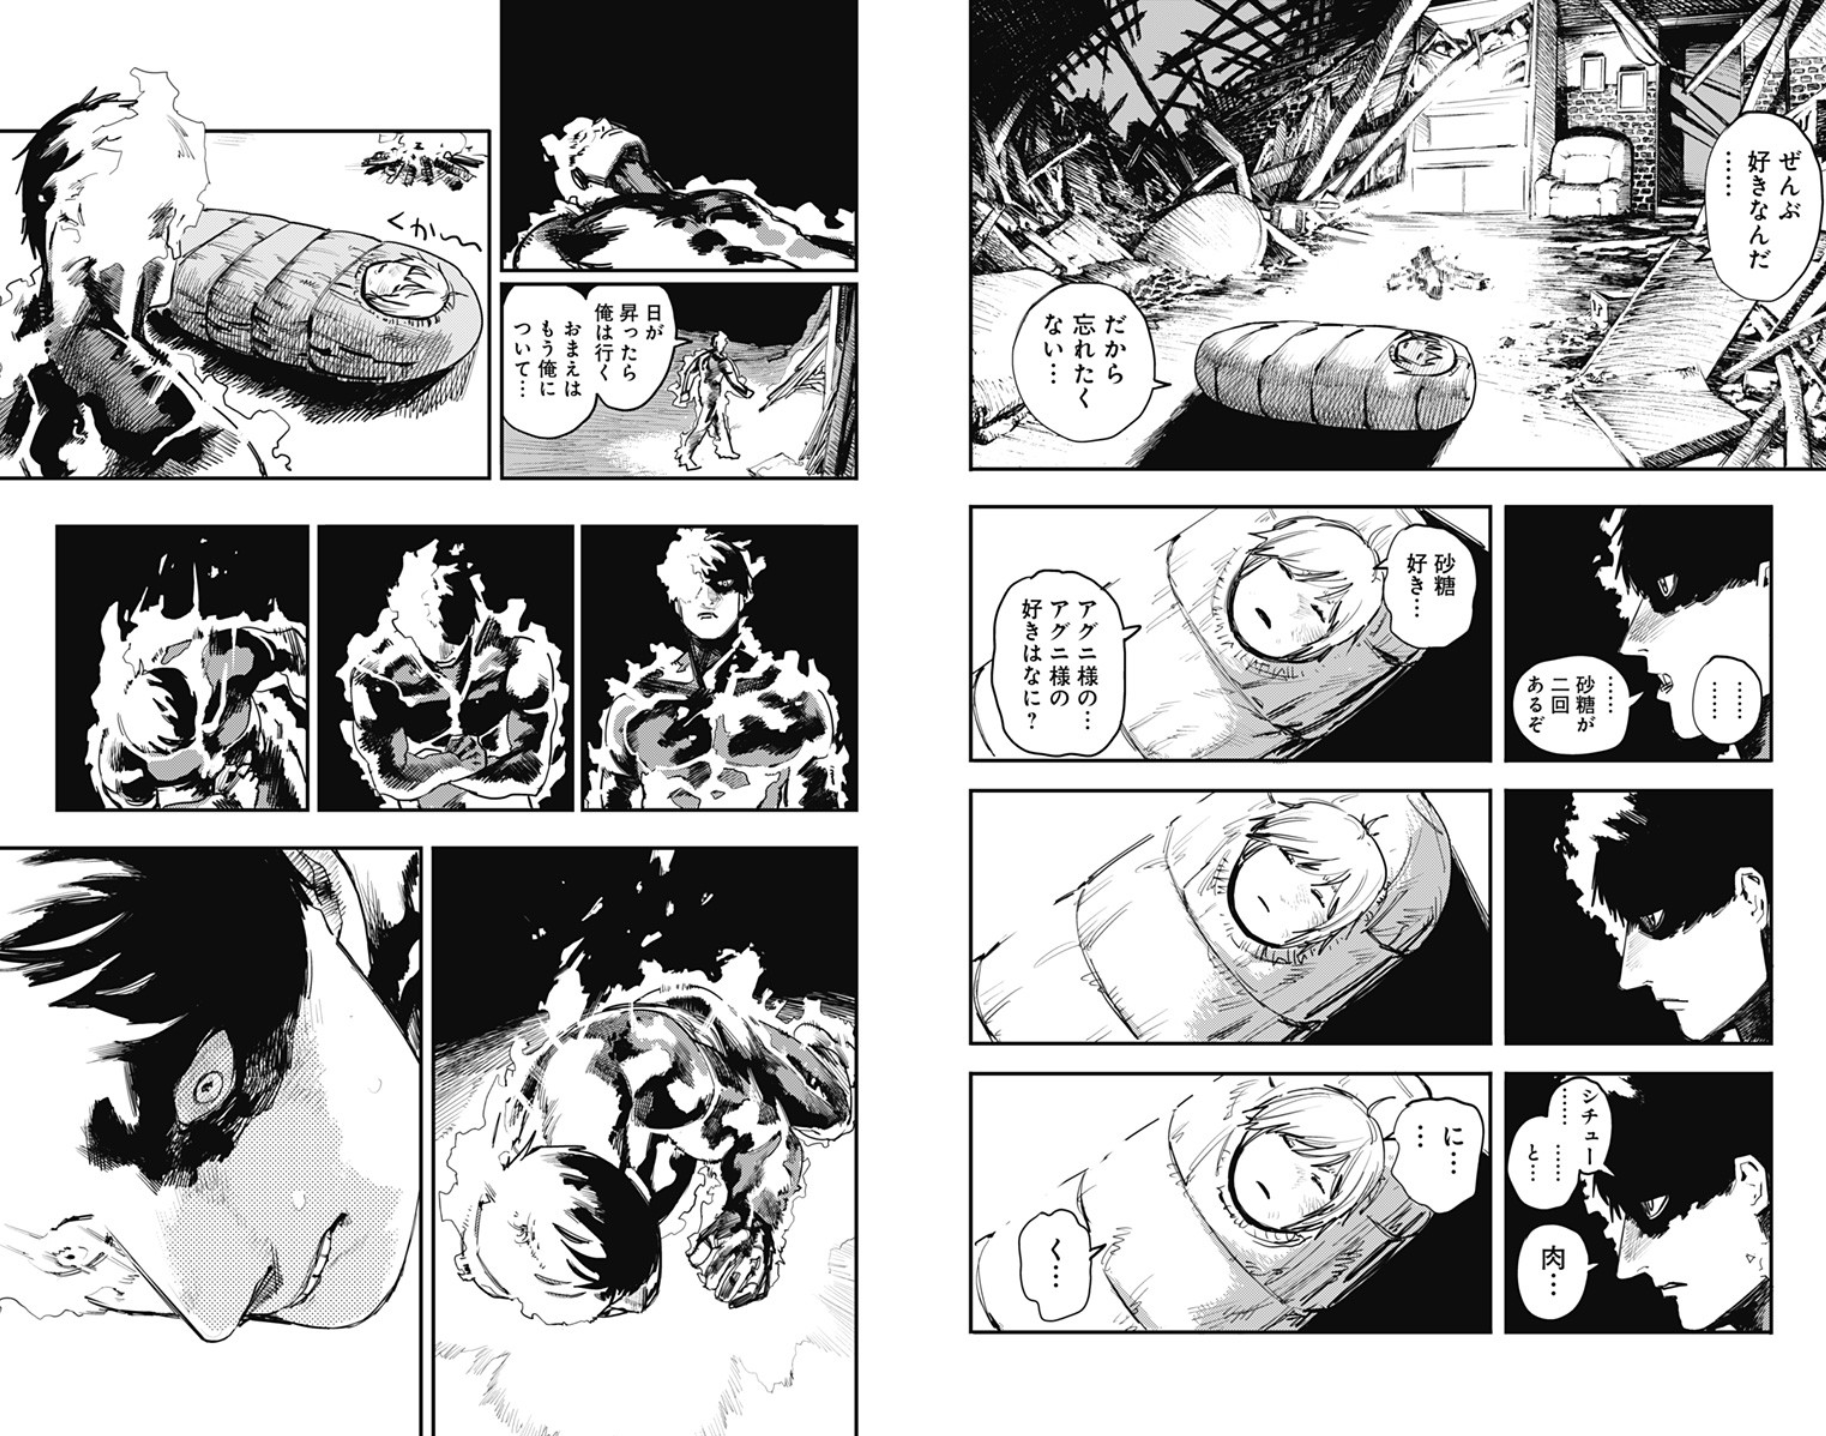 ぜんぶ
好きなんだ
……
だから
忘れたく
ない…
……
……
砂糖が
二回
あるぞ
砂糖
好き…
アグニ様の…
アグニ様の
好きはなに？
シチュー
……
……
と…
肉…
に…
…
く…
日が
昇ったら
俺は行く
おまえは
もう俺に
ついて…
くか〜〜